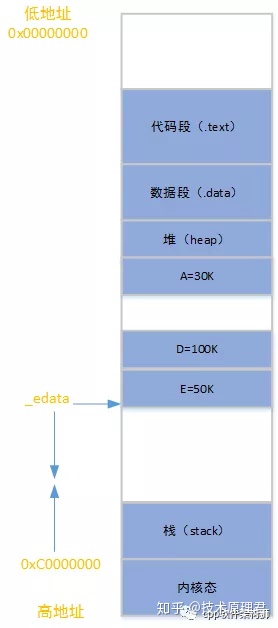 低地址
0x00000000
代码段（.text）
数据段（.data）
堆（heap）
A=30K
D=100K
E=50K
_edata
栈（stack）
0xC0000000
内核态
高地址
知乎 @技术原理君